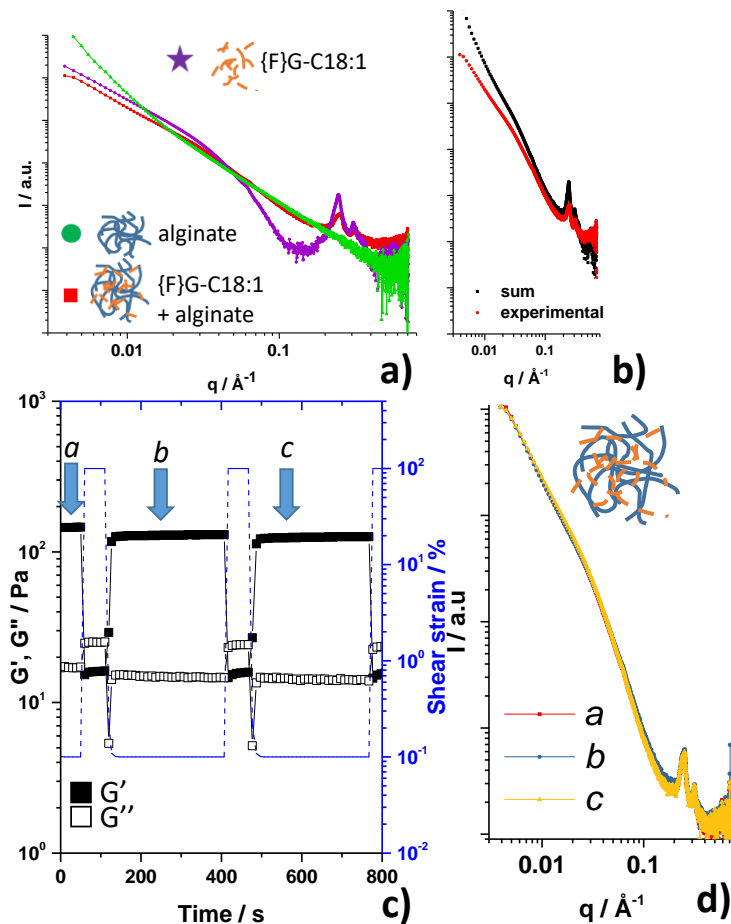 {F}G-C18:1
I / a.u.
alginate
{F}G-C18:1
+ alginate
0.01
0.1
q / Å⁻¹
a)
sum
experimental
0.01
0.1
q / Å⁻¹
b)
10³
10²
10¹
10⁰
G', G'' / Pa
a
b
c
G'
G''
0
200
400
600
800
Time / s
10²
10¹
10⁰
10⁻¹
10⁻²
Shear strain / %
c)
I / a.u
a
b
c
0.01
0.1
q / Å⁻¹
d)